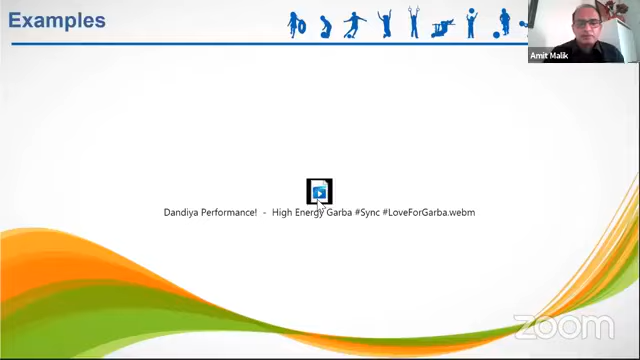 Examples
Amit Malik
Dandiya Performance! - High Energy Garba #Sync #LoveForGarba.webm
zoom